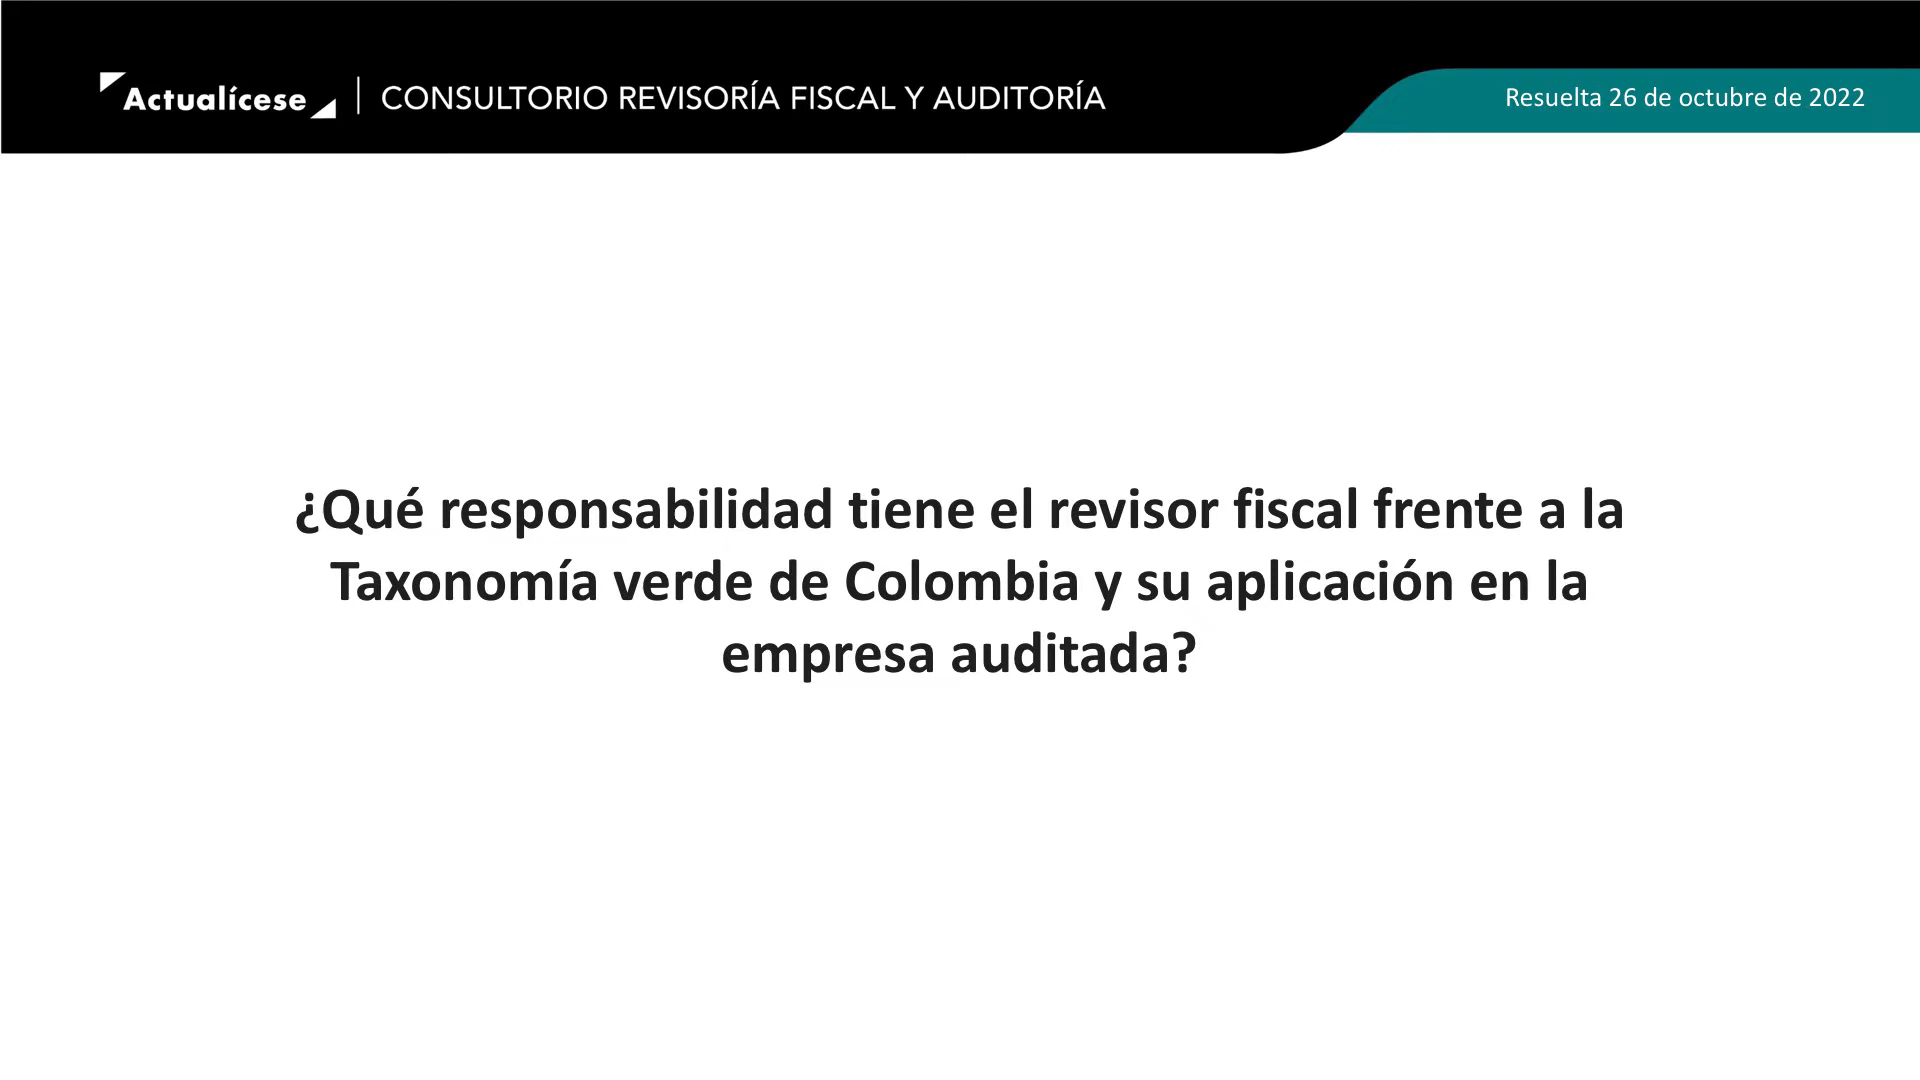 Actualícese | CONSULTORIO REVISORÍA FISCAL Y AUDITORÍA
Resuelta 26 de octubre de 2022
¿Qué responsabilidad tiene el revisor fiscal frente a la
Taxonomía verde de Colombia y su aplicación en la
empresa auditada?